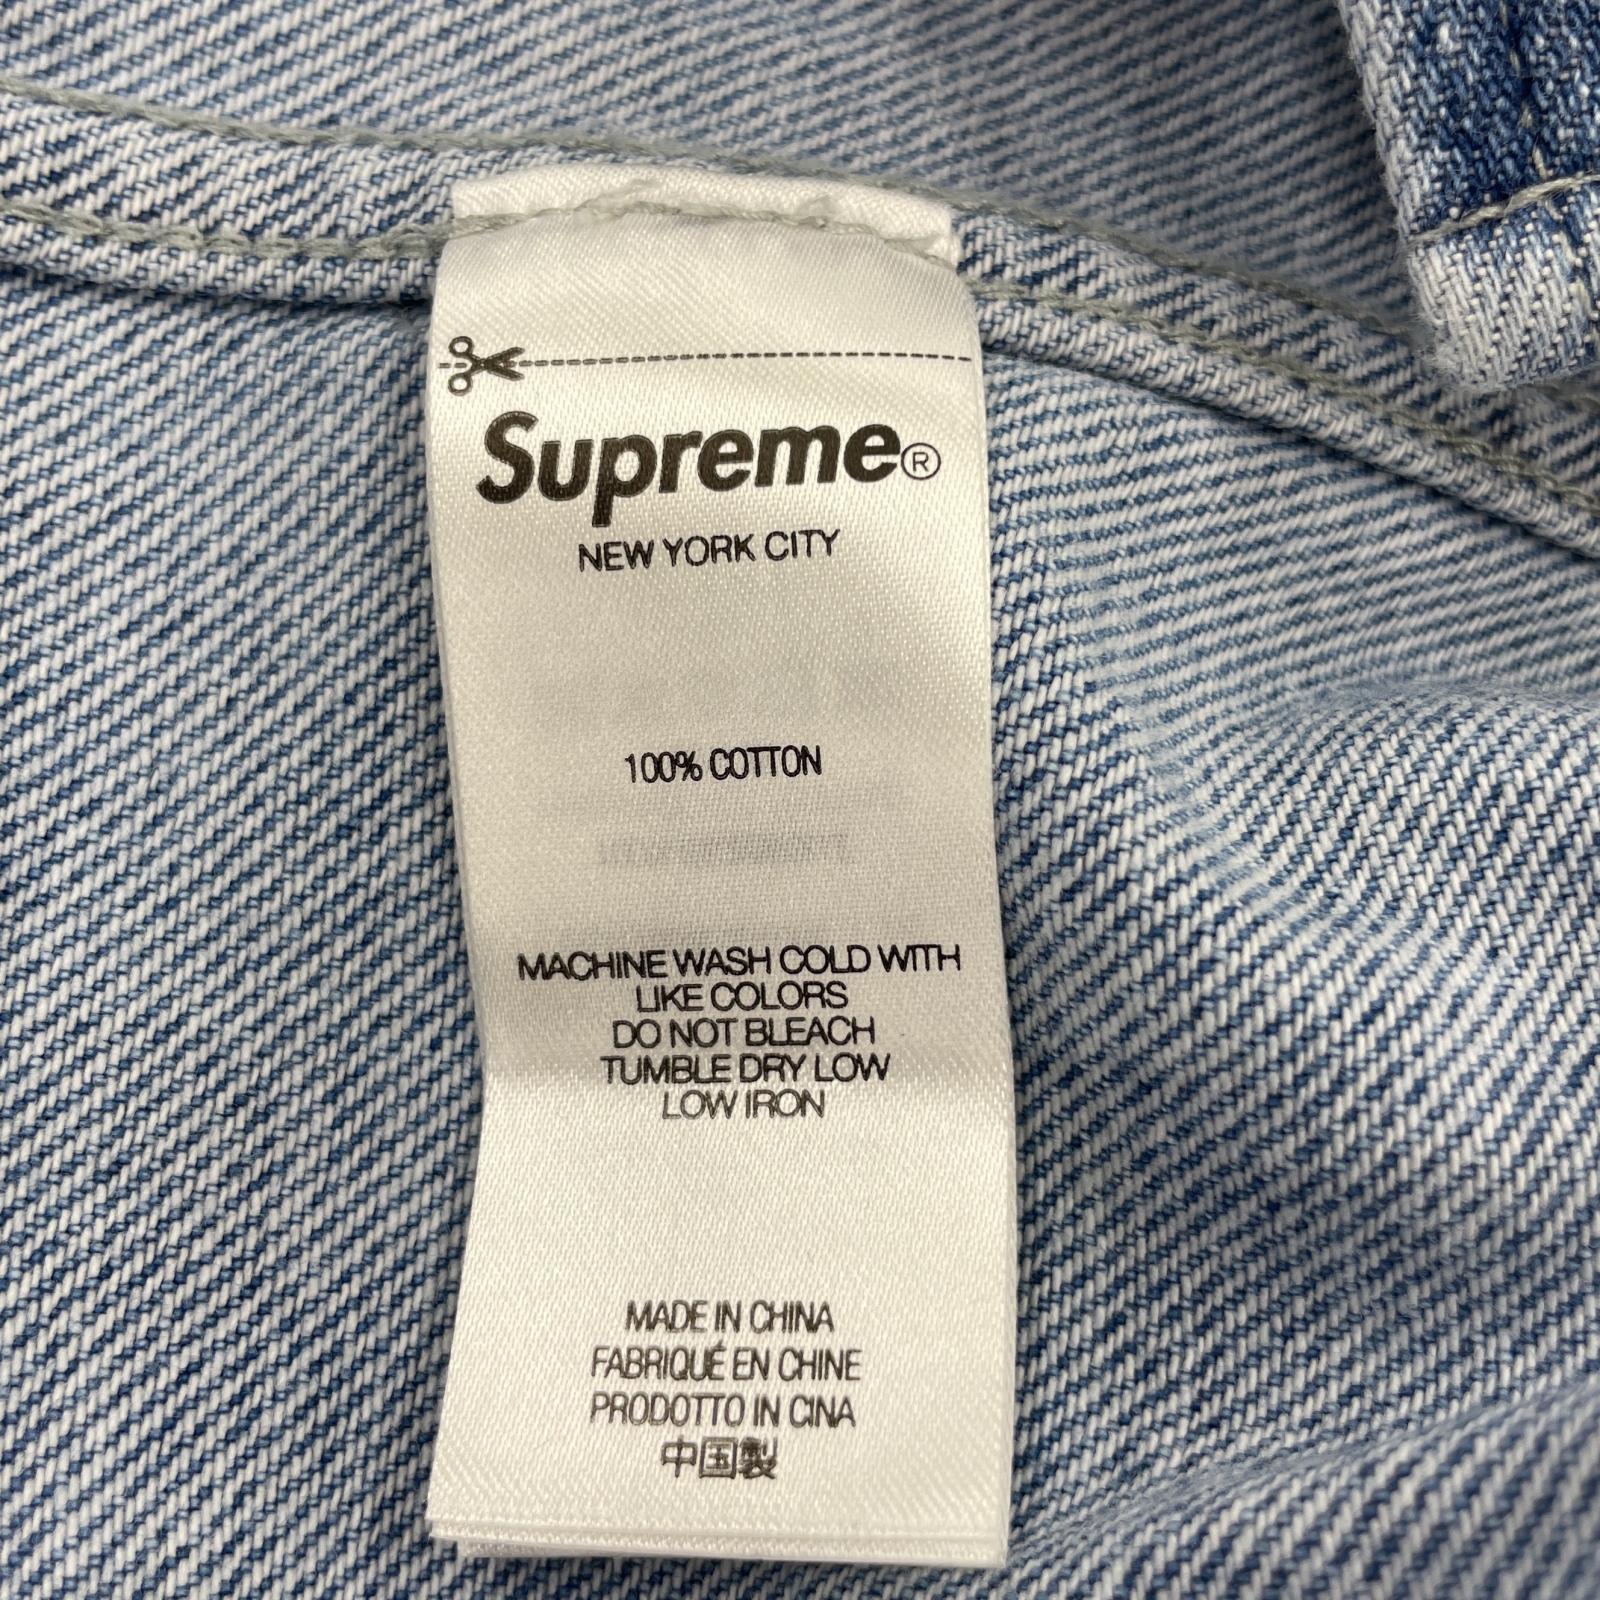 Supreme®
NEW YORK CITY
100% COTTON
MACHINE WASH COLD WITH
LIKE COLORS
DO NOT BLEACH
TUMBLE DRY LOW
LOW IRON
MADE IN CHINA
FABRIQUÉ EN CHINE
PRODOTTO IN CINA
中国製